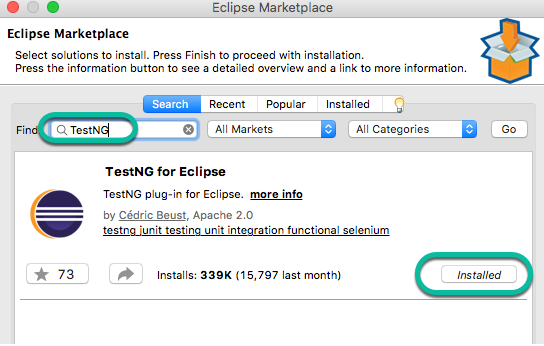 Eclipse Marketplace
Eclipse Marketplace
Select solutions to install. Press Finish to proceed with installation.
Press the information button to see a detailed overview and a link to more information.
Search Recent Popular Installed
Find: TestNG All Markets All Categories Go
TestNG for Eclipse
TestNG plug-in for Eclipse. more info
by Cédric Beust, Apache 2.0
testng junit testing unit integration functional selenium
73 Installs: 339K (15,797 last month) Installed